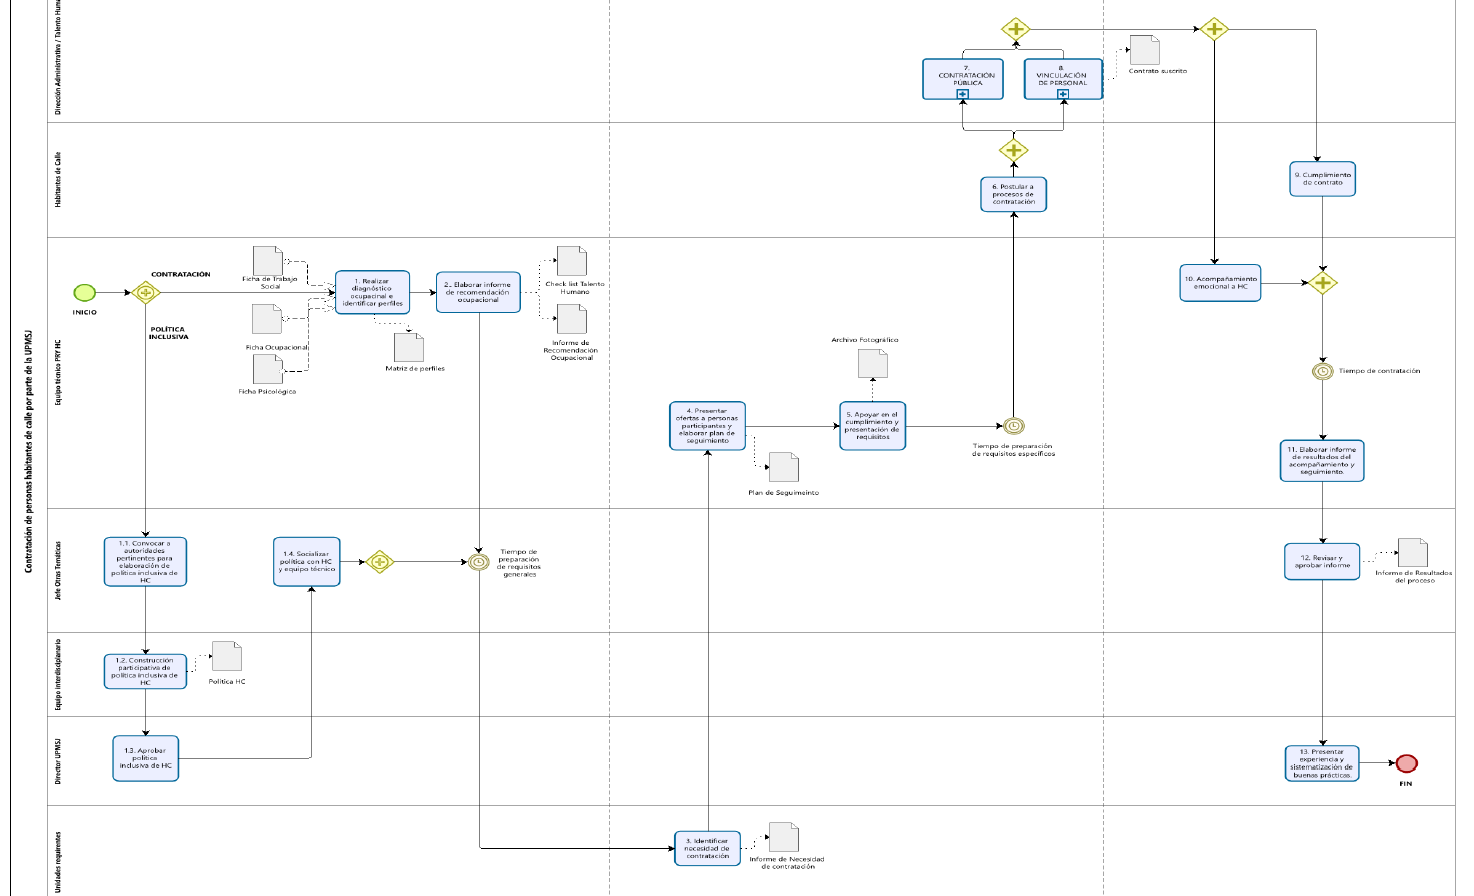 Contratación de personas habitantes de calle por parte de la UPMSJ
Dirección Administrativa / Talento
7.
CONTRATACIÓN
PÚBLICA
8.
VINCULACIÓN
DE PERSONAL
Contrato suscrito
Habitantes de Calle
6. Postular a
procesos de
contratación
9. Cumplimiento
de contrato
Equipo técnico PRY HC
INICIO
CONTRATACIÓN
POLÍTICA
INCLUSIVA
Ficha de Trabajo
Social
Ficha Ocupacional
Ficha Psicológica
1. Realizar
diagnóstico
ocupacinal e
identificar perfiles
Matriz de perfiles
2.. Elaborar informe
de recomendación
ocupacional
Check list Talento
Humano
Informe de
Recomendación
Ocupacional
4. Presentar
ofertas a personas
participantes y
elaborar plan de
seguimiento
Plan de Seguimeinto
Archivo Fotográfico
5. Apoyar en el
cumplimiento y
presentación de
requisitos
Tiempo de preparación
de requisitos específicos
10. Acompañamiento
emocional a HC
Tiempo de contratación
11. Elaborar informe
de resultados del
acompañamiento y
seguimiento.
Jefe Otras Temáticas
1.1. Convocar a
autoridades
pertinentes para
elaboración de
política inclusiva de
HC
1.4. Socializar
política con HC
y equipo técnico
Tiempo de
preparación
de requisitos
generales
12. Revisar y
aprobar informe
Informe de Resultados
del proceso
Equipo Interdisciplanario
1.2. Construcción
participativa de
política inclusiva de
HC
Política HC
Director UPMSJ
1.3. Aprobar
política
inclusiva de HC
13. Presentar
experiencia y
sistematización de
buenas prácticas.
FIN
Unidades requirentes
3. Identificar
necesidad de
contratación
Informe de Necesidad
de contratación